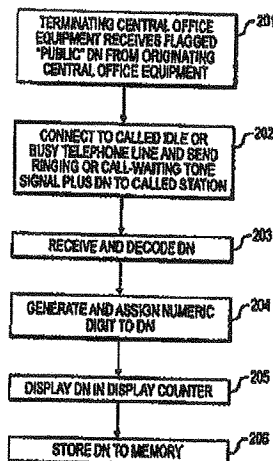 TERMINATING CENTRAL OFFICE
EQUIPMENT RECEIVES FLAGGED
"PUBLIC" DN FROM ORIGINATING
CENTRAL OFFICE EQUIPMENT
201
CONNECT TO CALLED IDLE OR
BUSY TELEPHONE LINE AND SEND
RINGING OR CALL-WAITING TONE
SIGNAL PLUS DN TO CALLED STATION
202
RECEIVE AND DECODE DN
203
GENERATE AND ASSIGN NUMERIC
DIGIT TO DN
204
DISPLAY DN IN DISPLAY COUNTER
205
STORE DN TO MEMORY
206